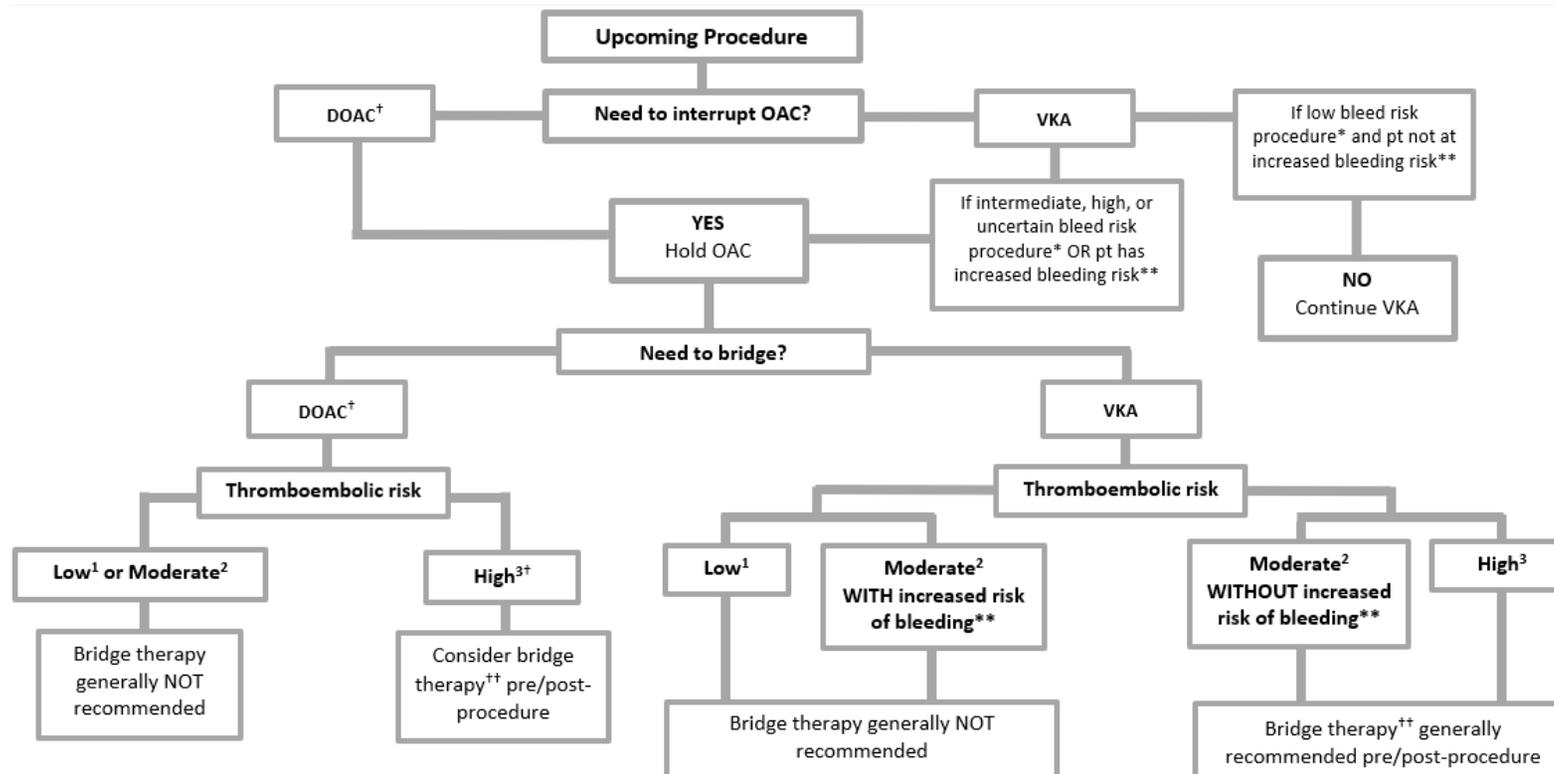 Upcoming Procedure
DOAC†
Need to interrupt OAC?
VKA
If low bleed risk
procedure* and pt not at
increased bleeding risk**
YES
Hold OAC
If intermediate, high, or
uncertain bleed risk
procedure* OR pt has
increased bleeding risk**
NO
Continue VKA
Need to bridge?
DOAC†
VKA
Thromboembolic risk
Thromboembolic risk
Low¹ or Moderate²
High³†
Low¹
Moderate²
WITH increased risk
of bleeding**
Moderate²
WITHOUT increased
risk of bleeding**
High³
Bridge therapy
generally NOT
recommended
Consider bridge
therapy†† pre/post-
procedure
Bridge therapy generally NOT
recommended
Bridge therapy†† generally
recommended pre/post-procedure